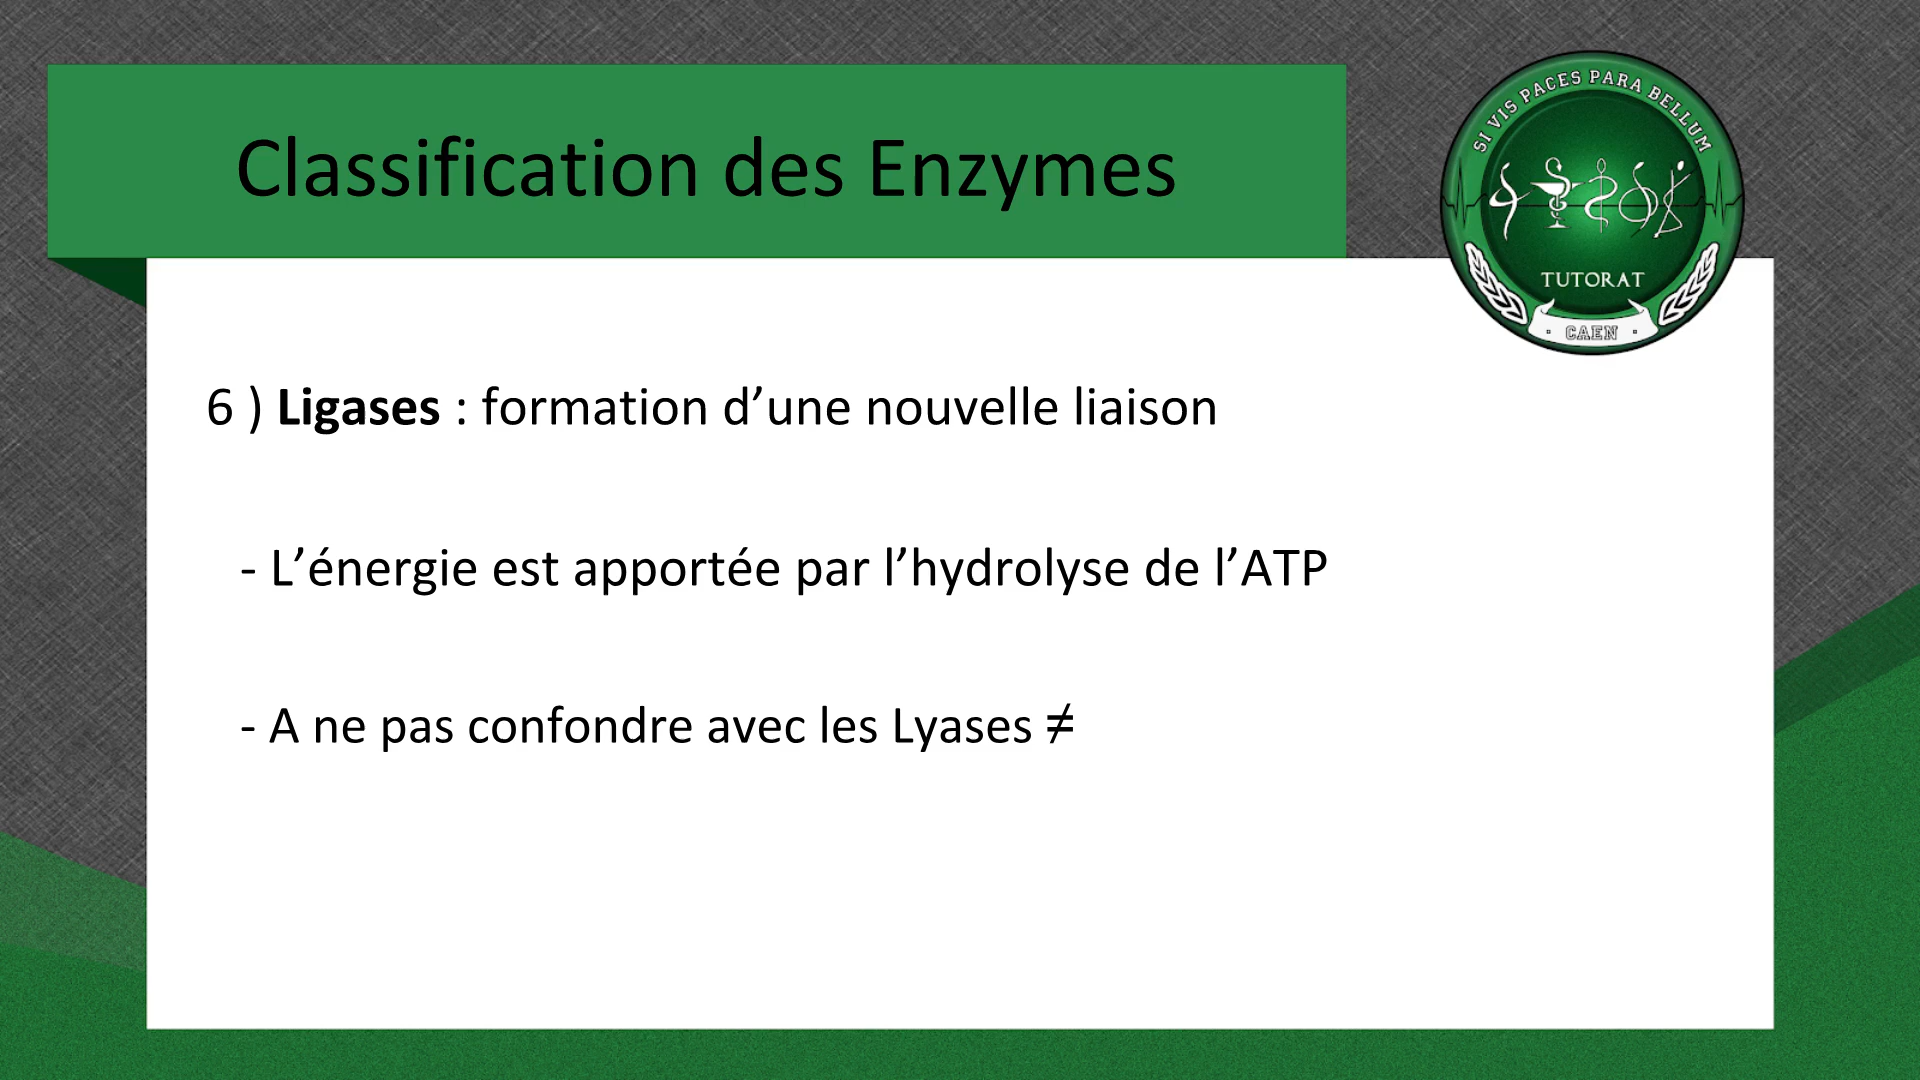 Classification des Enzymes
SI VIS PACES PARA BELLUM
TUTORAT
· CAEN ·
6 ) Ligases : formation d’une nouvelle liaison
- L’énergie est apportée par l’hydrolyse de l’ATP
- A ne pas confondre avec les Lyases ≠